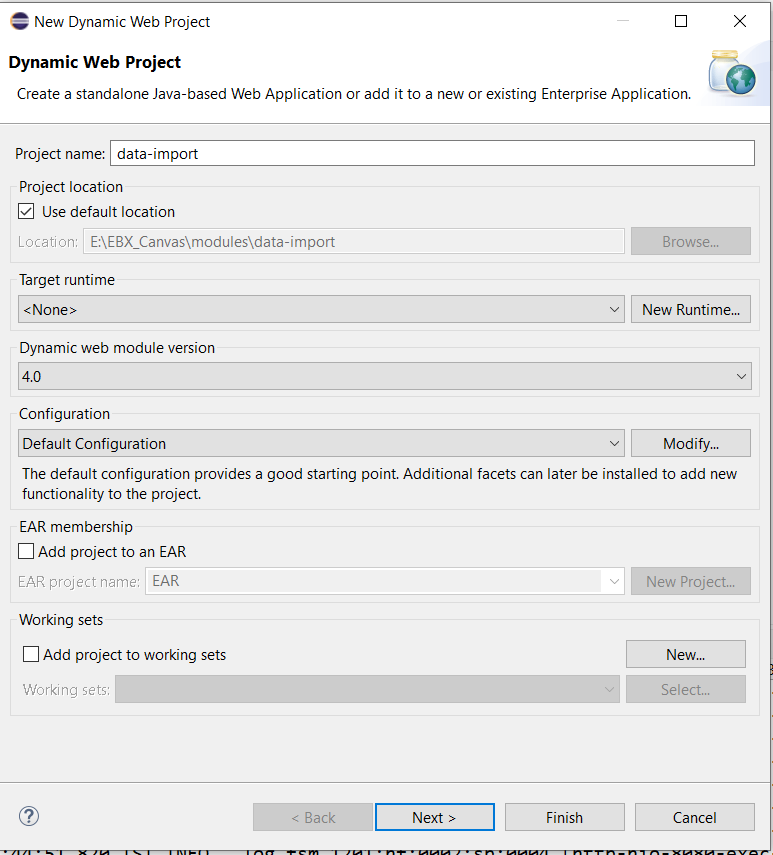 New Dynamic Web Project
Dynamic Web Project
Create a standalone Java-based Web Application or add it to a new or existing Enterprise Application.
Project name: data-import
Project location
Use default location
Location: E:\EBX_Canvas\modules\data-import Browse...
Target runtime
<None> New Runtime...
Dynamic web module version
4.0
Configuration
Default Configuration Modify...
The default configuration provides a good starting point. Additional facets can later be installed to add new
functionality to the project.
EAR membership
Add project to an EAR
EAR project name: EAR New Project...
Working sets
Add project to working sets New...
Working sets: Select...
? < Back Next > Finish Cancel